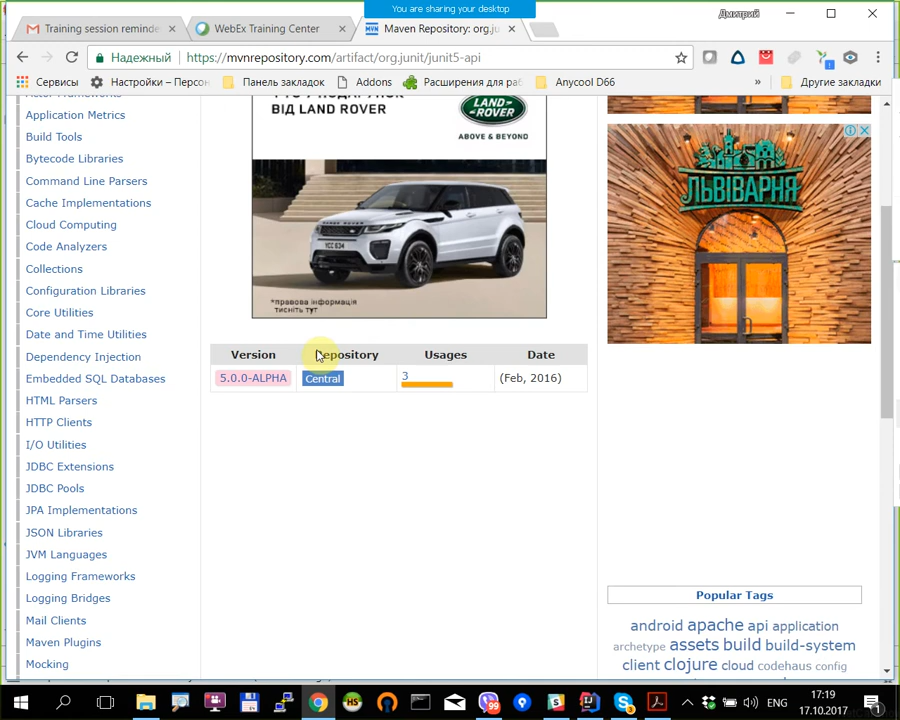 You are sharing your desktop
Training session reminde
WebEx Training Center
Maven Repository: org.ju
Дмитрий
Надежный
https://mvnrepository.com/artifact/org.junit/junit5-api
Сервисы
Настройки – Персон
Панель закладок
Addons
Расширения для раб
Anycool D66
»
Другие закладки
ВІД LAND ROVER
LAND-ROVER
ABOVE & BEYOND
*правова інформація
тисніть тут
ЛЬВІВАРНЯ
Application Metrics
Build Tools
Bytecode Libraries
Command Line Parsers
Cache Implementations
Cloud Computing
Code Analyzers
Collections
Configuration Libraries
Core Utilities
Date and Time Utilities
Dependency Injection
Embedded SQL Databases
HTML Parsers
HTTP Clients
I/O Utilities
JDBC Extensions
JDBC Pools
JPA Implementations
JSON Libraries
JVM Languages
Logging Frameworks
Logging Bridges
Mail Clients
Maven Plugins
Mocking
Version Repository Usages Date
5.0.0-ALPHA Central 3 (Feb, 2016)
Popular Tags
android apache api application
archetype assets build build-system
client clojure cloud codehaus config
ENG
17:19
17.10.2017